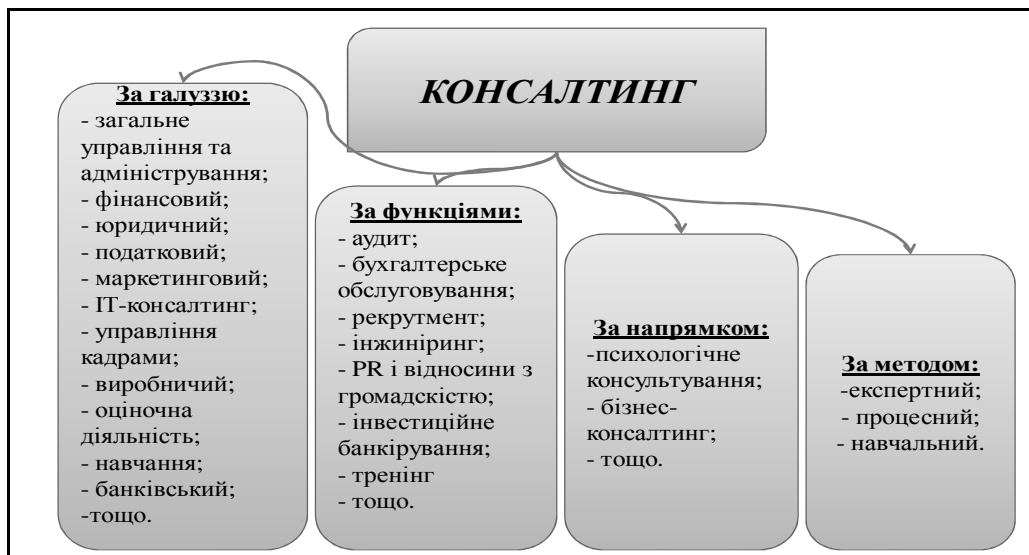 КОНСАЛТИНГ
За галуззю:
- загальне
управління та
адміністрування;
- фінансовий;
- юридичний;
- податковий;
- маркетинговий;
- ІТ-консалтинг;
- управління
кадрами;
- виробничий;
- оціночна
діяльність;
- навчання;
- банківський;
-тощо.
За функціями:
- аудит;
- бухгалтерське
обслуговування;
- рекрутмент;
- інжиніринг;
- PR і відносини з
громадскістю;
- інвестиційне
банкірування;
- тренінг
- тощо.
За напрямком:
-психологічне
консультування;
- бізнес-
консалтинг;
- тощо.
За методом:
-експертний;
- процесний;
- навчальний.